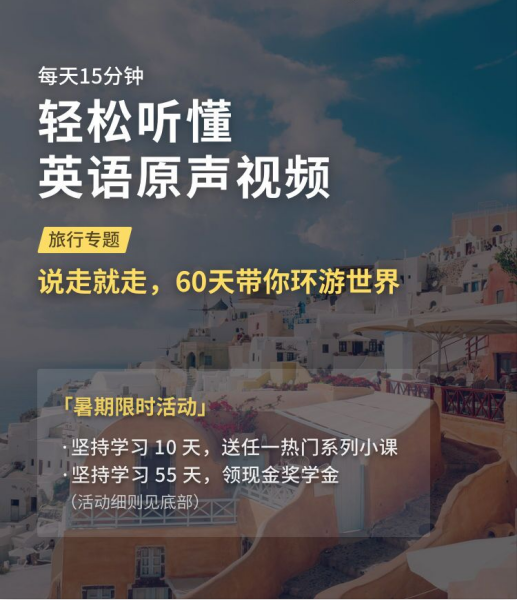 每天15分钟
轻松听懂
英语原声视频
旅行专题
说走就走，60天带你环游世界
「暑期限时活动」
·坚持学习 10 天，送任一热门系列小课
·坚持学习 55 天，领现金奖学金
（活动细则见底部）